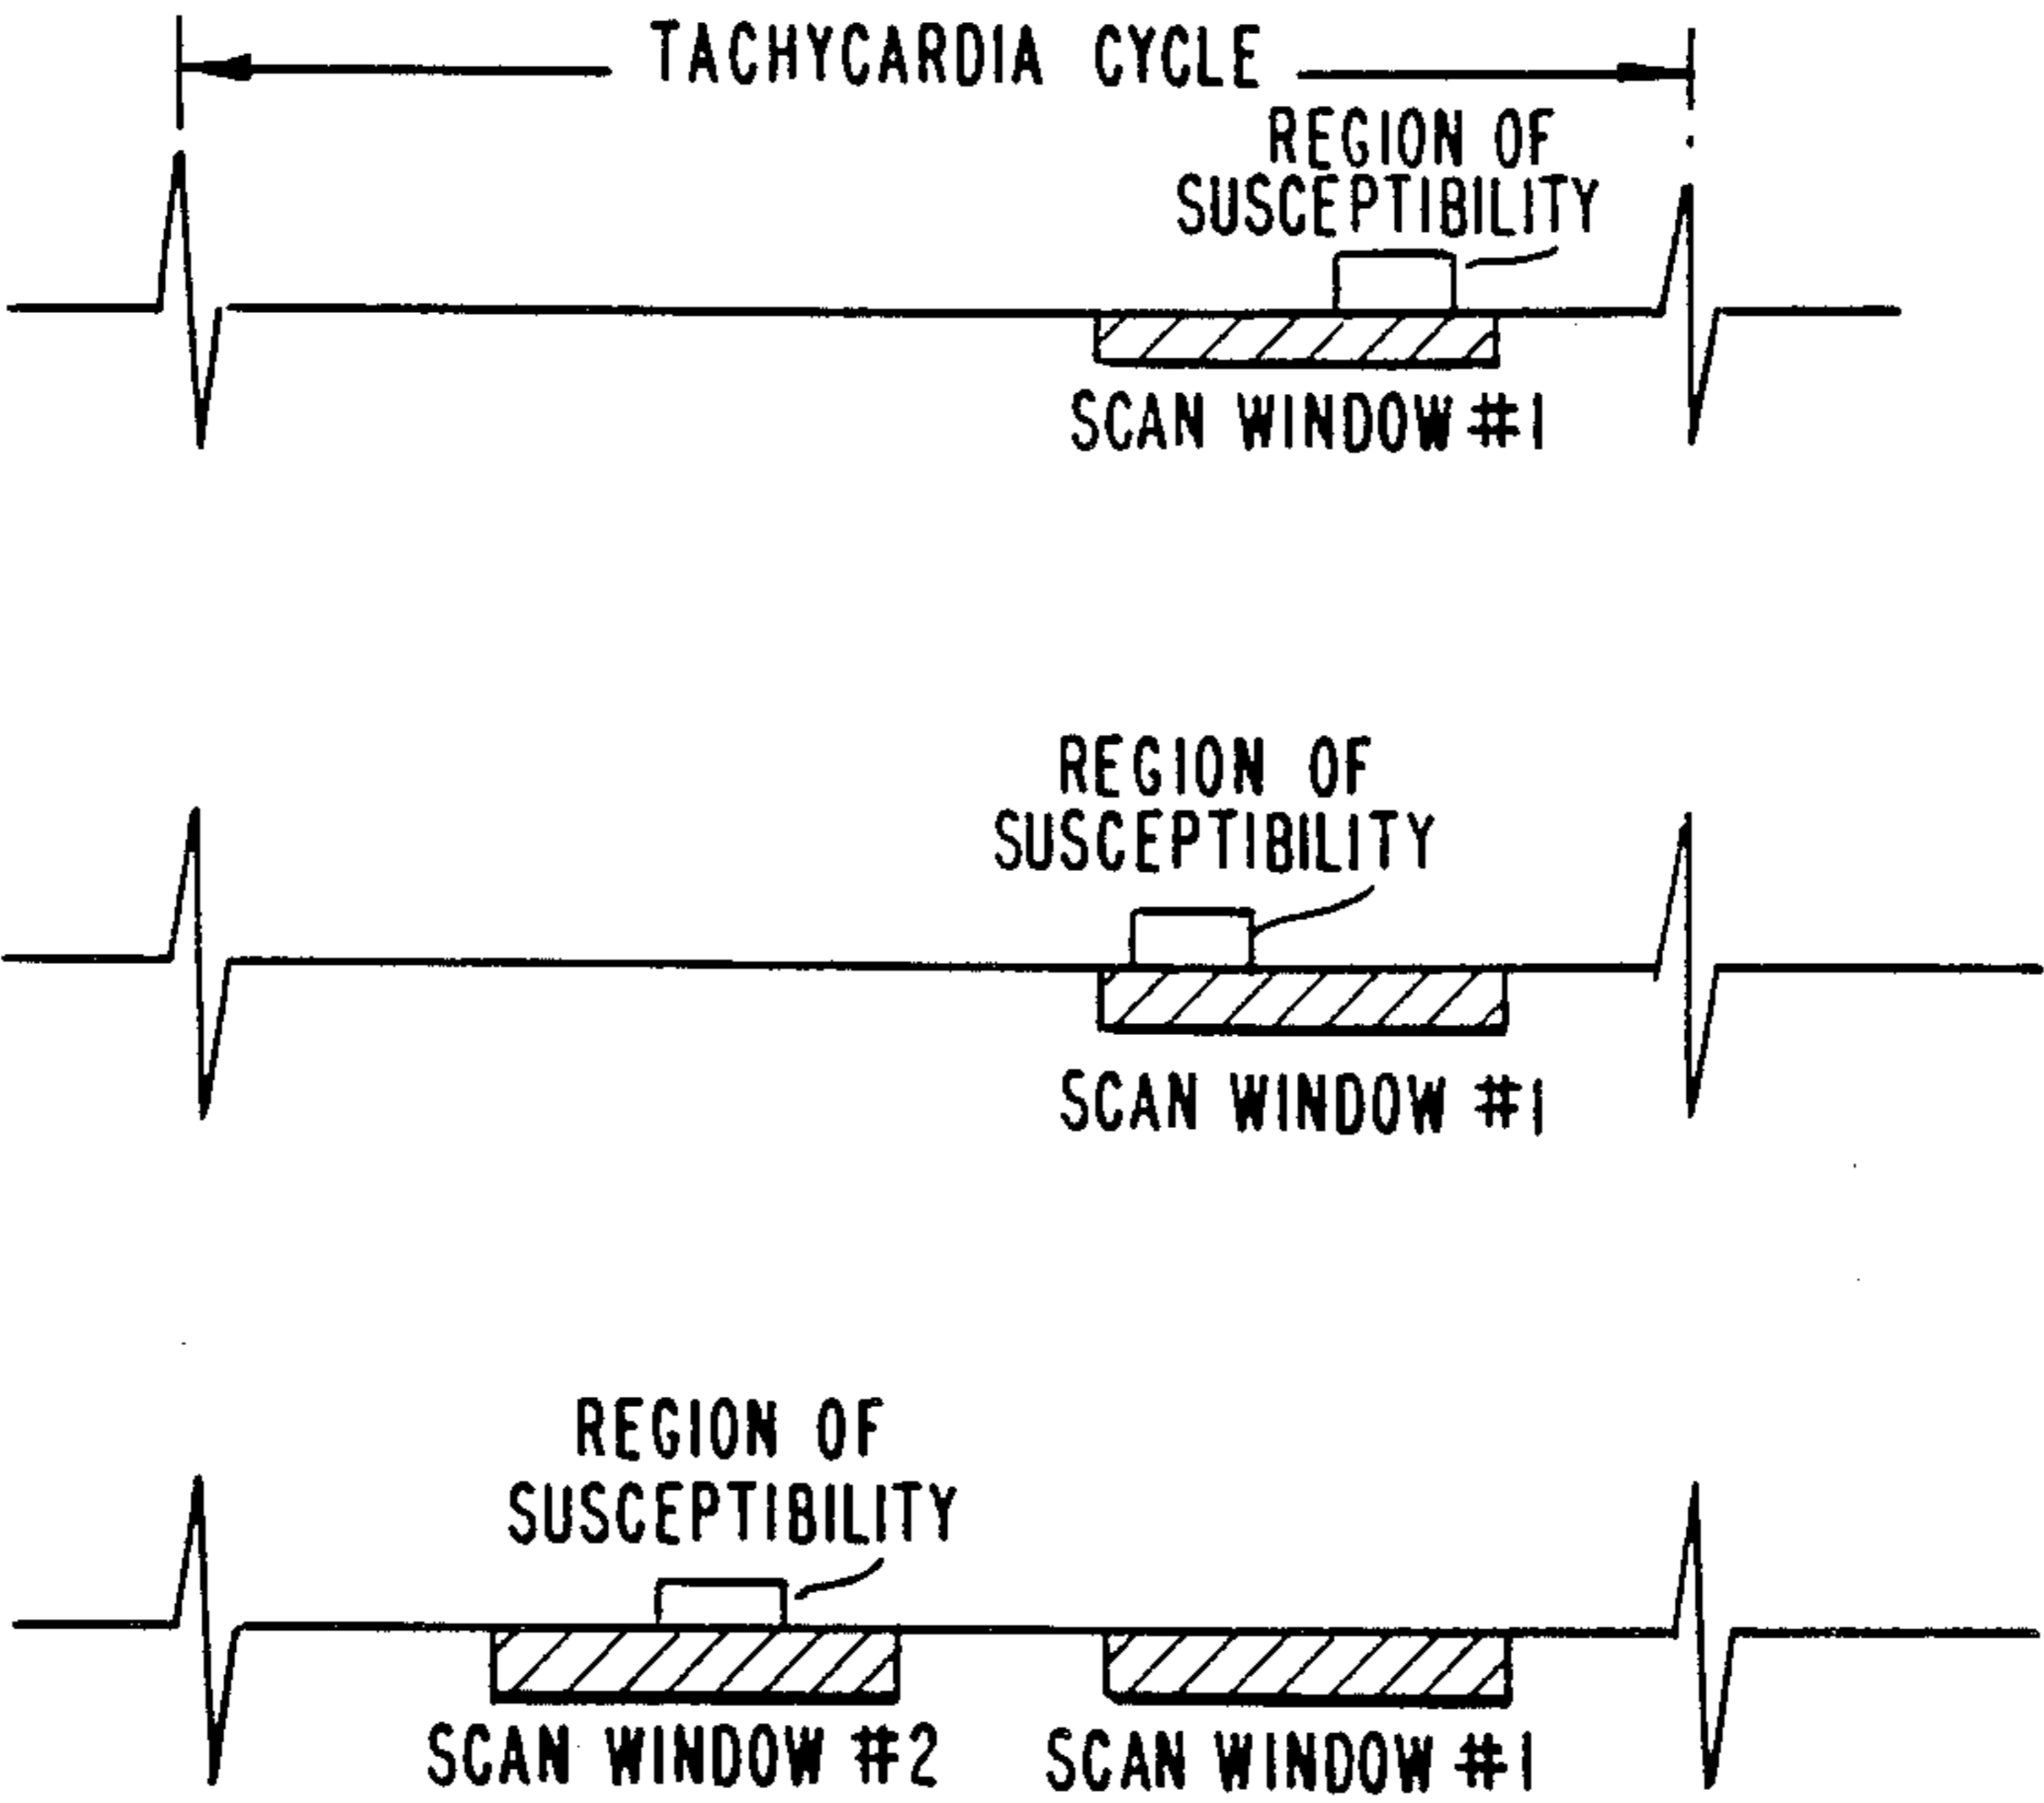 TACHYCARDIA CYCLE
REGION OF
SUSCEPTIBILITY
SCAN WINDOW #1
REGION OF
SUSCEPTIBILITY
SCAN WINDOW #1
REGION OF
SUSCEPTIBILITY
SCAN WINDOW #2
SCAN WINDOW #1